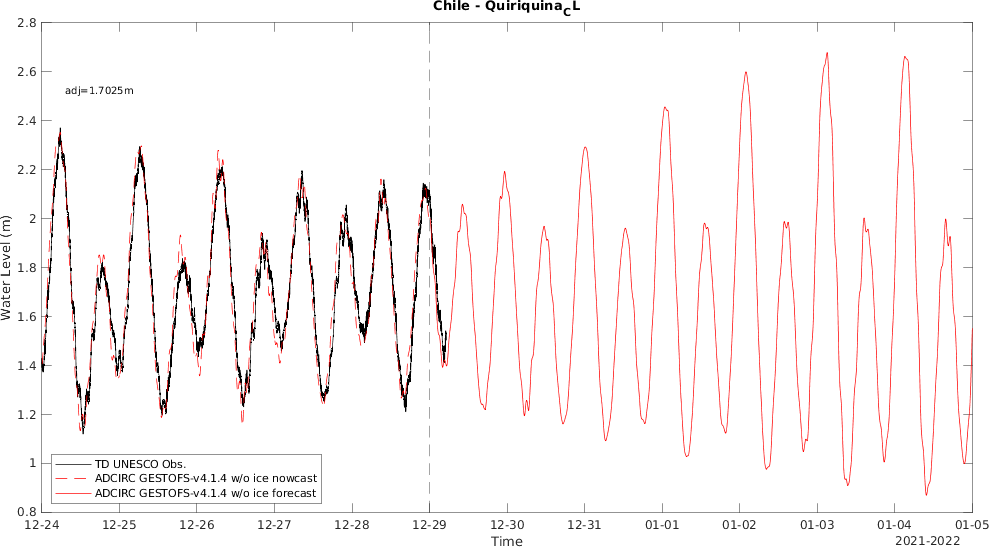 Chile - Quiriquina_CL
adj=1.7025m
Water Level (m)
2.8
2.6
2.4
2.2
2
1.8
1.6
1.4
1.2
1
0.8
TD UNESCO Obs.
ADCIRC GESTOFS-v4.1.4 w/o ice nowcast
ADCIRC GESTOFS-v4.1.4 w/o ice forecast
12-24 12-25 12-26 12-27 12-28 12-29 12-30 12-31 01-01 01-02 01-03 01-04 01-05
Time
2021-2022